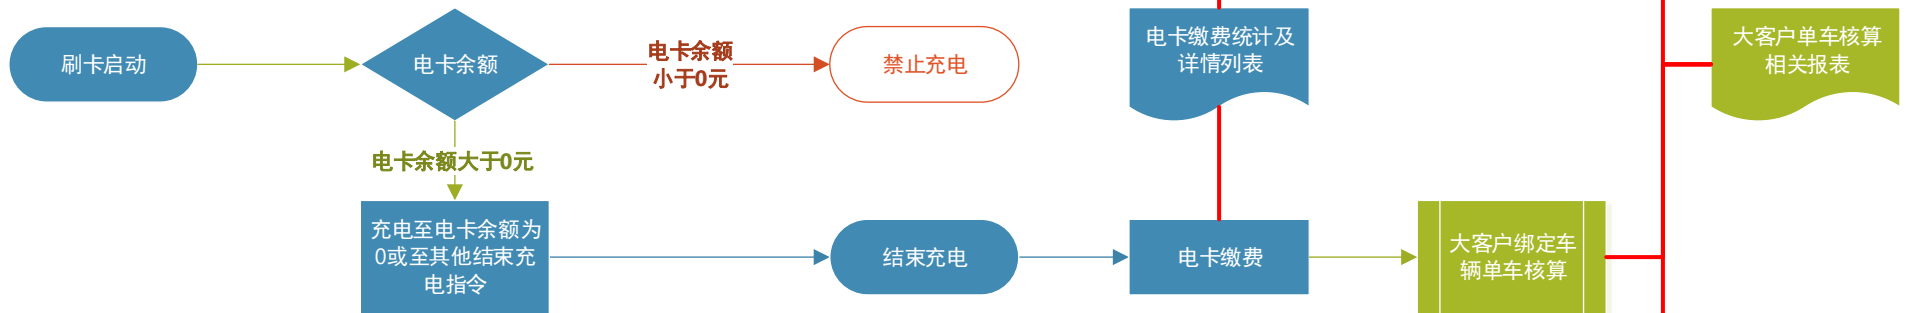 刷卡启动
电卡余额
电卡余额
小于0元
禁止充电
电卡缴费统计及
详情列表
大客户单车核算
相关报表
电卡余额大于0元
充电至电卡余额为
0或至其他结束充
电指令
结束充电
电卡缴费
大客户绑定车
辆单车核算